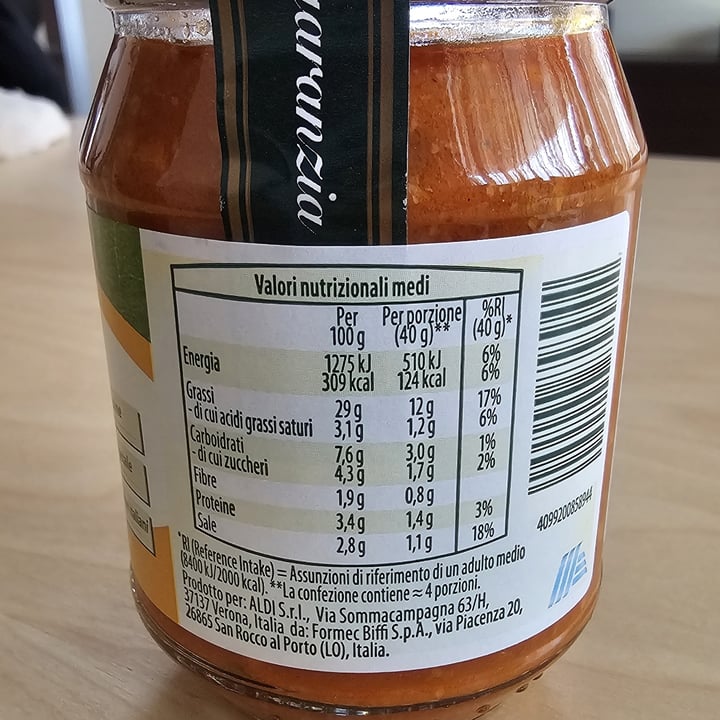 Valori nutrizionali medi
Per 100 g Per porzione (40 g)** %RI (40 g)*
Energia 1275 kJ 510 kJ 6%
309 kcal 124 kcal 6%
Grassi 29 g 12 g 17%
- di cui acidi grassi saturi 3,1 g 1,2 g 6%
Carboidrati 7,6 g 3,0 g 1%
- di cui zuccheri 4,3 g 1,7 g 2%
Fibre 1,9 g 0,8 g
Proteine 3,4 g 1,4 g 3%
Sale 2,8 g 1,1 g 18%
*RI (Reference Intake) = Assunzioni di riferimento di un adulto medio
(8400 kJ/2000 kcal). **La confezione contiene ≈ 4 porzioni.
Prodotto per: ALDI S.r.l., Via Sommacampagna 63/H,
37137 Verona, Italia da: Formec Biffi S.p.A., via Piacenza 20,
26865 San Rocco al Porto (LO), Italia.
4099200858944